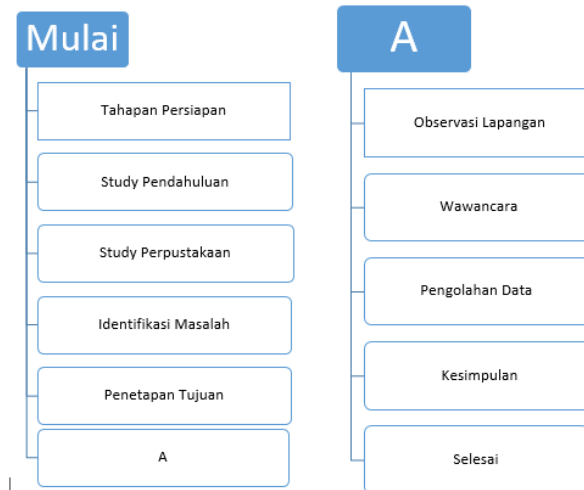 Mulai
Tahapan Persiapan
Study Pendahuluan
Study Perpustakaan
Identifikasi Masalah
Penetapan Tujuan
A
A
Observasi Lapangan
Wawancara
Pengolahan Data
Kesimpulan
Selesai